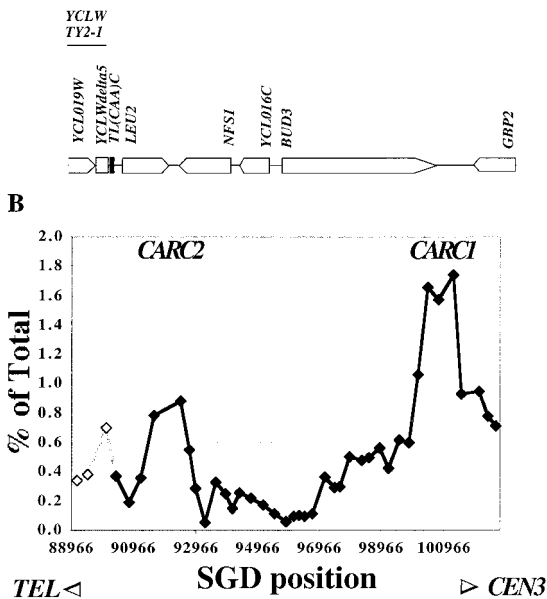 YCLW
TY2-1
YCL019W
YCLWdelta5
TL(CAA)C
LEU2
NFS1
YCL016C
BUD3
GBP2
B
2.0
1.8
1.6
1.4
1.2
1.0
0.8
0.6
0.4
0.2
0.0
% of Total
CARC2
CARC1
88966 90966 92966 94966 96966 98966 100966
TEL
SGD position
CEN3